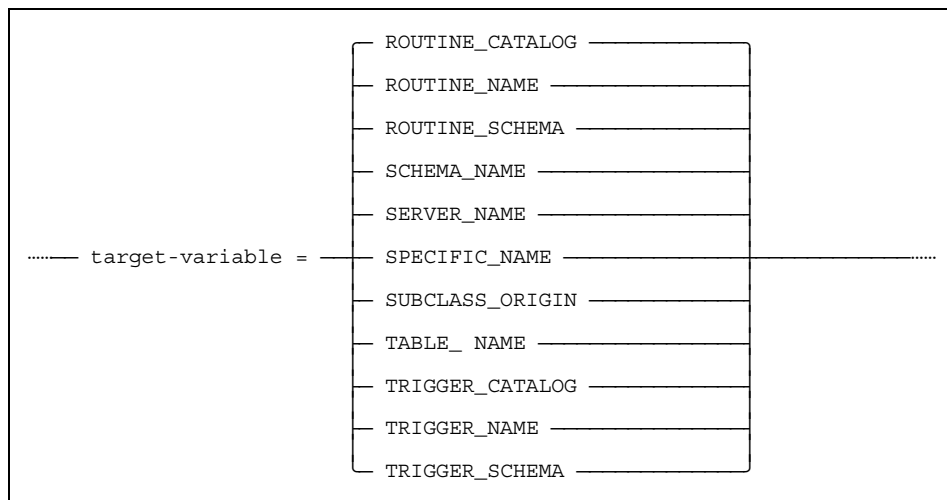 ROUTINE_CATALOG
ROUTINE_NAME
ROUTINE_SCHEMA
SCHEMA_NAME
SERVER_NAME
target-variable = SPECIFIC_NAME
SUBCLASS_ORIGIN
TABLE_ NAME
TRIGGER_CATALOG
TRIGGER_NAME
TRIGGER_SCHEMA